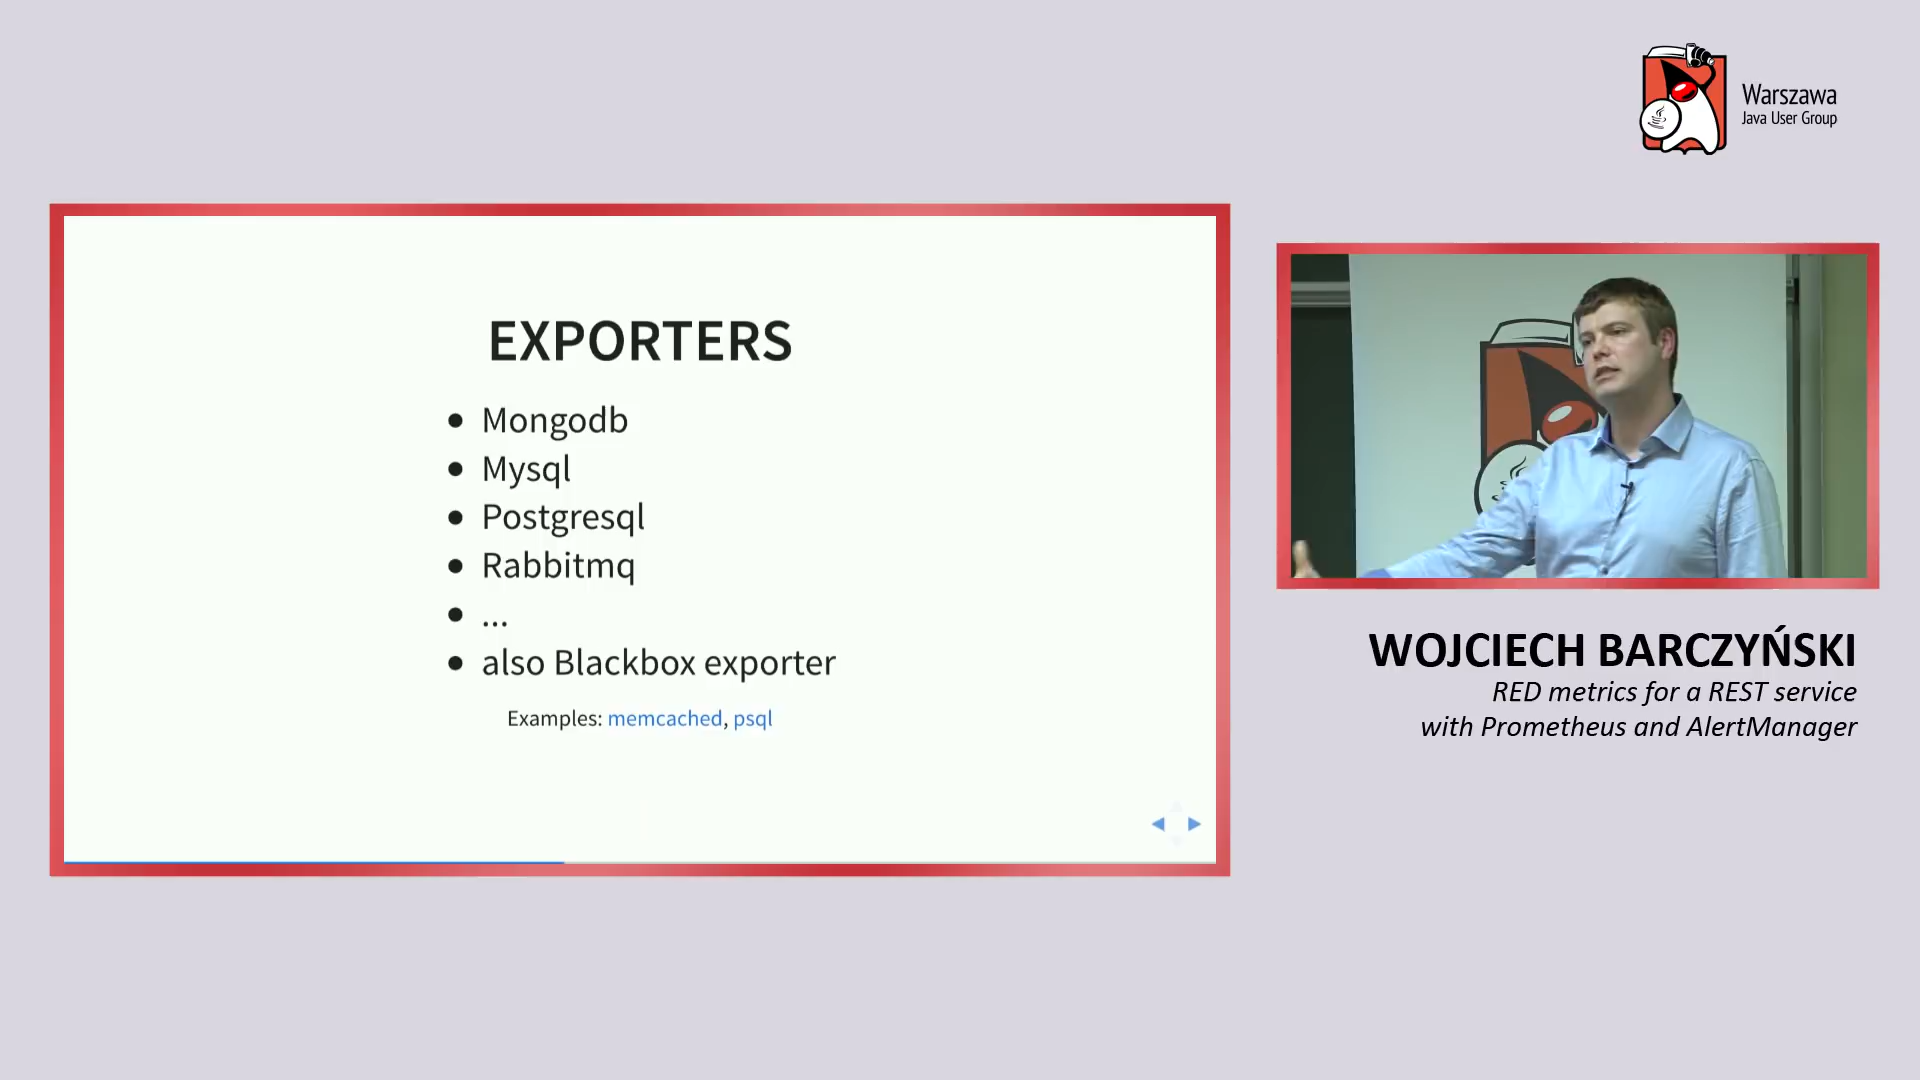 Warszawa
Java User Group
EXPORTERS
Mongodb
Mysql
Postgresql
Rabbitmq
...
also Blackbox exporter
Examples: memcached, psql
WOJCIECH BARCZYŃSKI
RED metrics for a REST service
with Prometheus and AlertManager